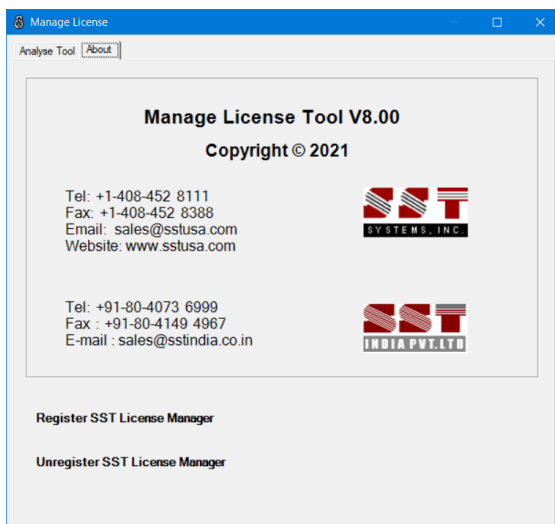 Manage License
Analyse Tool About
Manage License Tool V8.00
Copyright © 2021
Tel: +1-408-452 8111
Fax: +1-408-452 8388
Email: sales@sstusa.com
Website: www.sstusa.com
SST
SYSTEMS, INC.
Tel: +91-80-4073 6999
Fax : +91-80-4149 4967
E-mail : sales@sstindia.co.in
SST
INDIA PVT.LTD
Register SST License Manager
Unregister SST License Manager